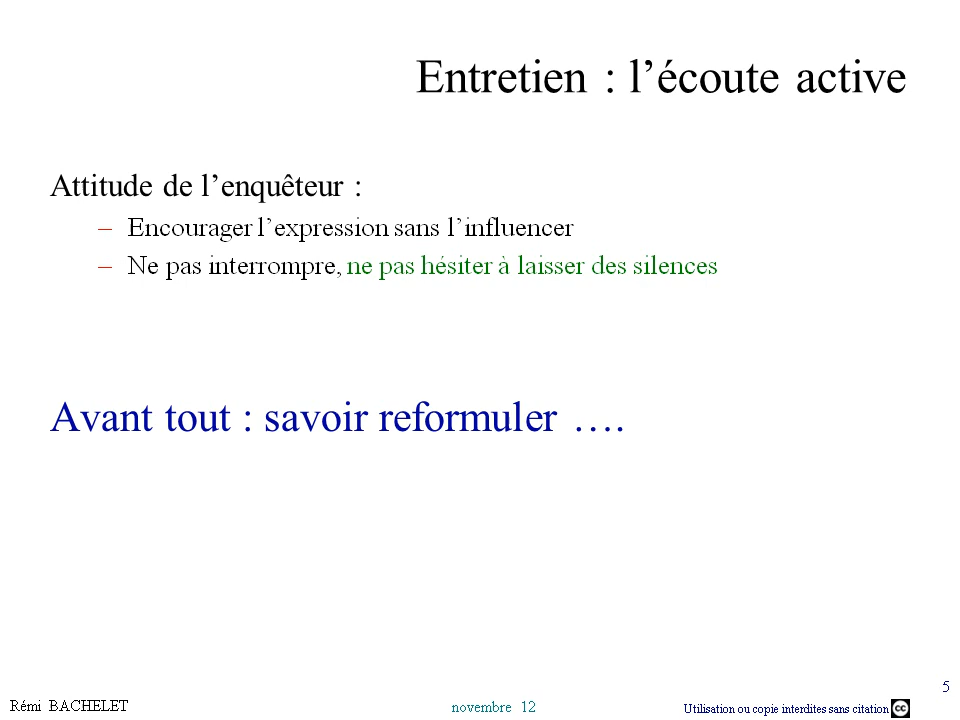 Entretien : l’écoute active
Attitude de l’enquêteur :
– Encourager l’expression sans l’influencer
– Ne pas interrompre, ne pas hésiter à laisser des silences
Avant tout : savoir reformuler ….
5
Rémi BACHELET
novembre 12
Utilisation ou copie interdites sans citation
cc